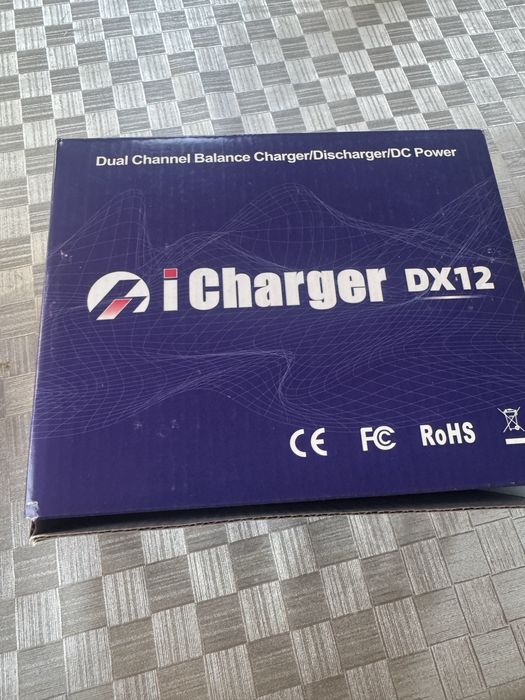 Dual Channel Balance Charger/Discharger/DC Power
iCharger DX12
CE FC RoHS